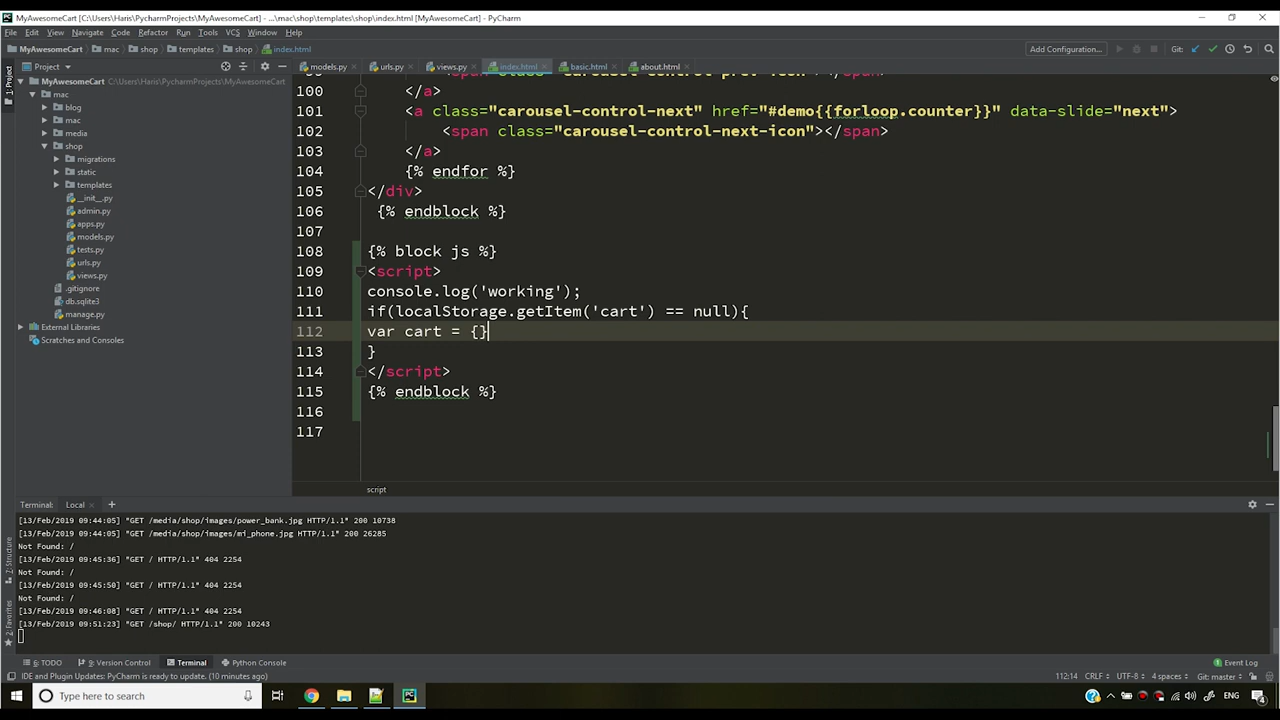 MyAwesomeCart [C:\Users\Haris\PycharmProjects\MyAwesomeCart] - ...\mac\shop\templates\shop\index.html [MyAwesomeCart] - PyCharm
File Edit View Navigate Code Refactor Run Tools VCS Window Help
MyAwesomeCart mac shop templates shop index.html Add Configuration... Git:
Project models.py urls.py views.py index.html basic.html about.html
MyAwesomeCart C:\Users\Haris\PycharmProjects\MyAwesomeCart
mac
blog
mac
media
shop
migrations
static
templates
__init__.py
admin.py
apps.py
models.py
tests.py
urls.py
views.py
.gitignore
db.sqlite3
manage.py
External Libraries
Scratches and Consoles
1: Project
7: Structure
2: Favorites
100 </a>
101 <a class="carousel-control-next" href="#demo{{forloop.counter}}" data-slide="next">
102 <span class="carousel-control-next-icon"></span>
103 </a>
104 {% endfor %}
105 </div>
106 {% endblock %}
107
108 {% block js %}
109 <script>
110 console.log('working');
111 if(localStorage.getItem('cart') == null){
112 var cart = {}
113 }
114 </script>
115 {% endblock %}
116
117
script
Terminal: Local +
[13/Feb/2019 09:44:05] "GET /media/shop/images/power_bank.jpg HTTP/1.1" 200 10738
[13/Feb/2019 09:44:05] "GET /media/shop/images/mi_phone.jpg HTTP/1.1" 200 26285
Not Found: /
[13/Feb/2019 09:45:36] "GET / HTTP/1.1" 404 2254
Not Found: /
[13/Feb/2019 09:45:50] "GET / HTTP/1.1" 404 2254
Not Found: /
[13/Feb/2019 09:46:08] "GET / HTTP/1.1" 404 2254
[13/Feb/2019 09:51:23] "GET /shop/ HTTP/1.1" 200 10243
6: TODO 9: Version Control Terminal Python Console Event Log
IDE and Plugin Updates: PyCharm is ready to update. (10 minutes ago) 112:14 CRLF UTF-8 4 spaces Git: master
Type here to search ENG 4